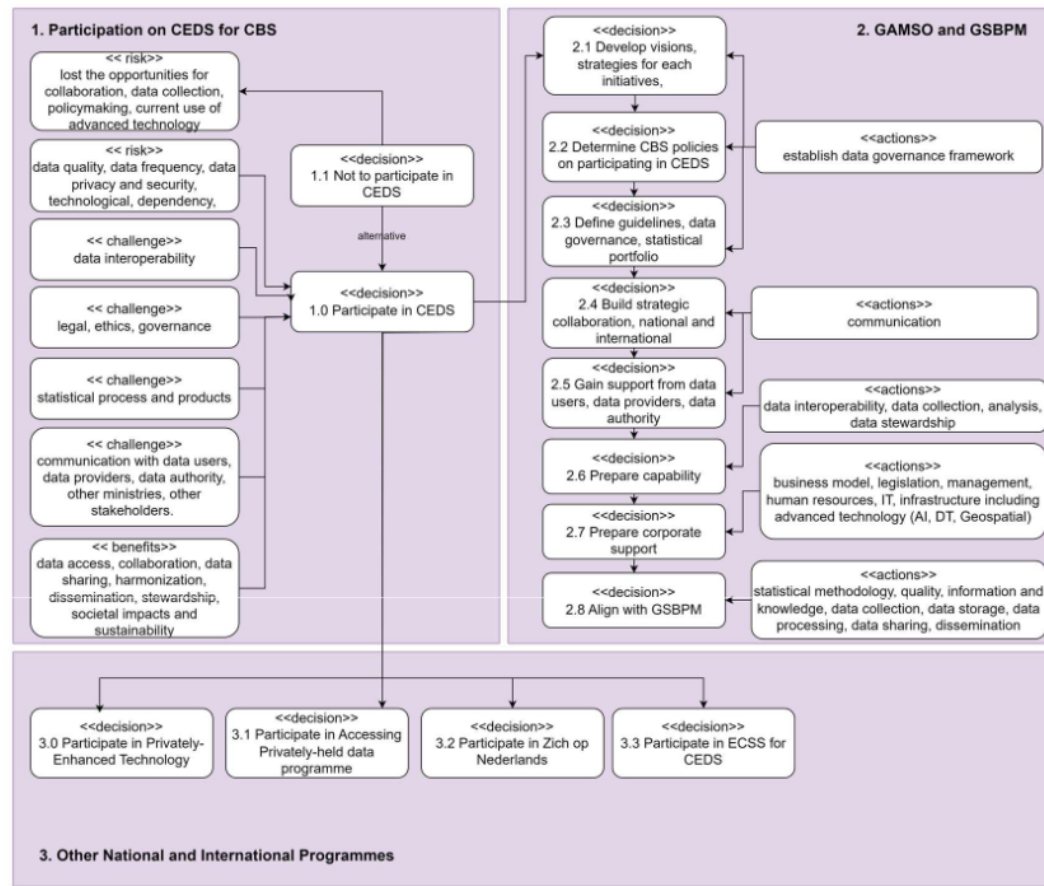 1. Participation on CEDS for CBS
<< risk>>
lost the opportunities for
collaboration, data collection,
policymaking, current use of
advanced technology
<< risk>>
data quality, data frequency, data
privacy and security,
technological, dependency,
<< challenge>>
data interoperability
<< challenge>>
legal, ethics, governance
<< challenge>>
statistical process and products
<< challenge>>
communication with data users,
data providers, data authority,
other ministries, other
stakeholders.
<< benefits>>
data access, collaboration, data
sharing, harmonization,
dissemination, stewardship,
societal impacts and
sustainability
<<decision>>
1.1 Not to participate in
CEDS
alternative
<<decision>>
1.0 Participate in CEDS
2. GAMSO and GSBPM
<<decision>>
2.1 Develop visions,
strategies for each
initiatives,
<<decision>>
2.2 Determine CBS policies
on participating in CEDS
<<decision>>
2.3 Define guidelines, data
governance, statistical
portfolio
<<decision>>
2.4 Build strategic
collaboration, national and
international
<<decision>>
2.5 Gain support from data
users, data providers, data
authority
<<decision>>
2.6 Prepare capability
<<decision>>
2.7 Prepare corporate
support
<<decision>>
2.8 Align with GSBPM
<<actions>>
establish data governance framework
<<actions>>
communication
<<actions>>
data interoperability, data collection, analysis,
data stewardship
<<actions>>
business model, legislation, management,
human resources, IT, infrastructure including
advanced technology (AI, DT, Geospatial)
<<actions>>
statistical methodology, quality, information and
knowledge, data collection, data storage, data
processing, data sharing, dissemination
<<decision>>
3.0 Participate in Privately-
Enhanced Technology
<<decision>>
3.1 Participate in Accessing
Privately-held data
programme
<<decision>>
3.2 Participate in Zich op
Nederlands
<<decision>>
3.3 Participate in ECSS for
CEDS
3. Other National and International Programmes